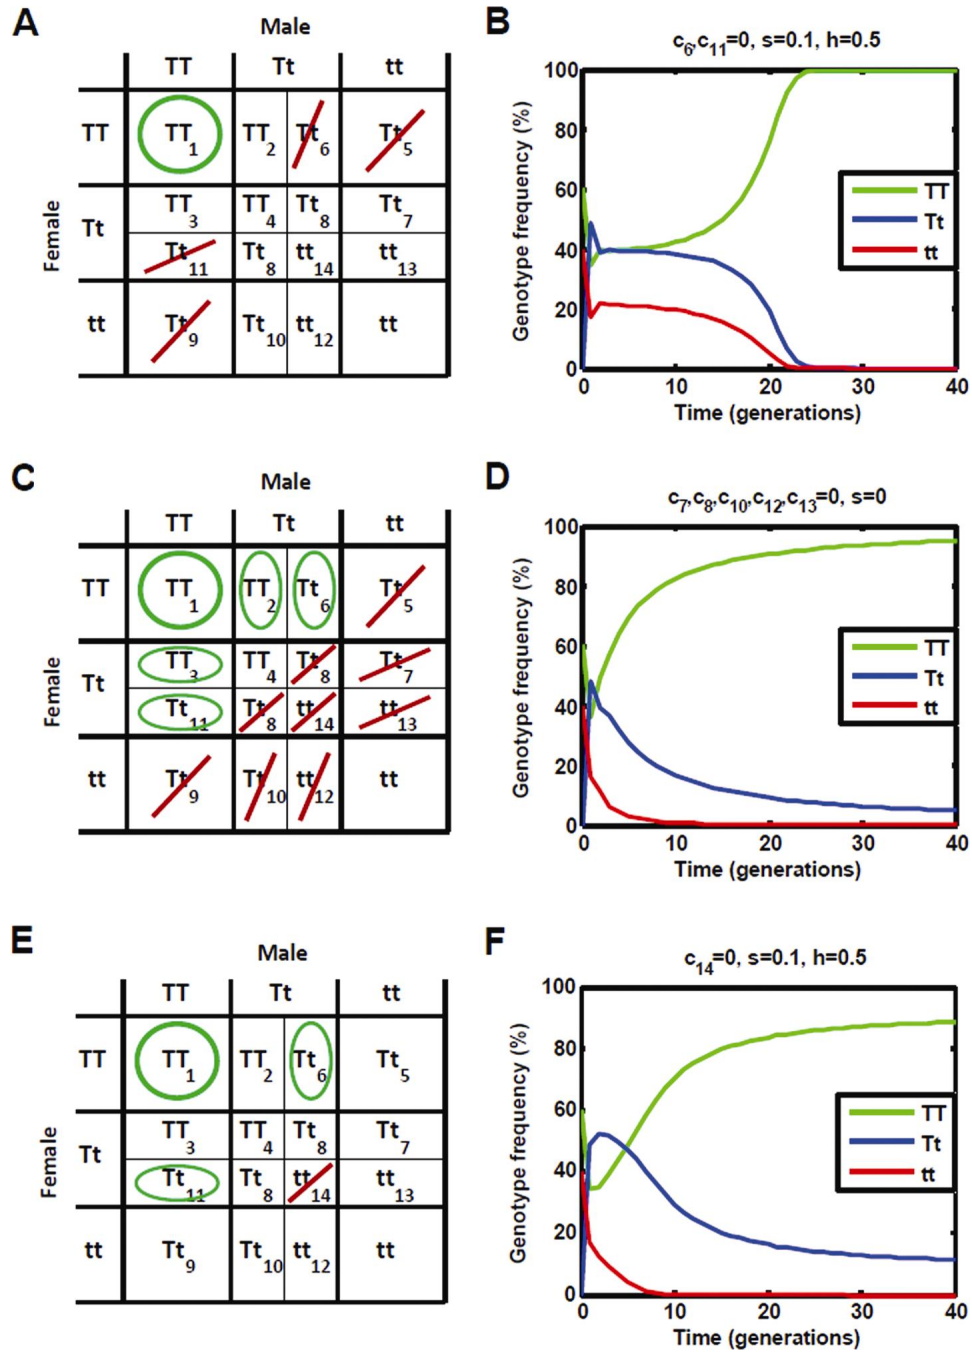 A
Male
TT Tt tt
Female
TT TT1 TT2 Tt6 Tt5
Tt TT3 TT4 Tt8 Tt7
Tt11 Tt8 tt14 tt13
tt Tt9 Tt10 tt12 tt
B
c6,c11=0, s=0.1, h=0.5
Genotype frequency (%)
100
80
60
40
20
0
TT
Tt
tt
0 10 20 30 40
Time (generations)
C
Male
TT Tt tt
Female
TT TT1 TT2 Tt6 Tt5
Tt TT3 TT4 Tt8 Tt7
Tt11 Tt8 tt14 tt13
tt Tt9 Tt10 tt12 tt
D
c7,c8,c10,c12,c13=0, s=0
Genotype frequency (%)
100
80
60
40
20
0
TT
Tt
tt
0 10 20 30 40
Time (generations)
E
Male
TT Tt tt
Female
TT TT1 TT2 Tt6 Tt5
Tt TT3 TT4 Tt8 Tt7
Tt11 Tt8 tt14 tt13
tt Tt9 Tt10 tt12 tt
F
c14=0, s=0.1, h=0.5
Genotype frequency (%)
100
80
60
40
20
0
TT
Tt
tt
0 10 20 30 40
Time (generations)